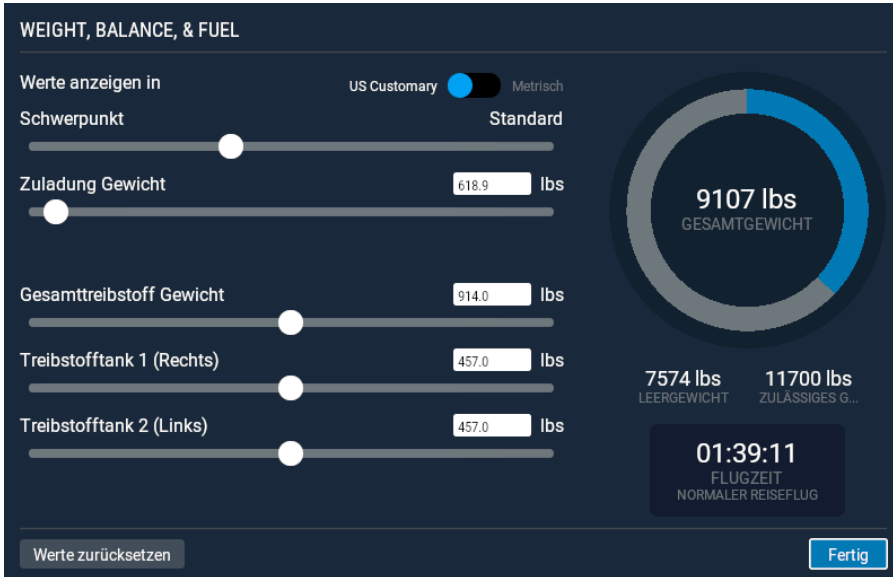 WEIGHT, BALANCE, & FUEL
Werte anzeigen in US Customary Metrisch
Schwerpunkt Standard
Zuladung Gewicht 618.9 lbs
Gesamttreibstoff Gewicht 914.0 lbs
Treibstofftank 1 (Rechts) 457.0 lbs
Treibstofftank 2 (Links) 457.0 lbs
9107 lbs
GESAMTGEWICHT
7574 lbs 11700 lbs
LEERGEWICHT ZULÄSSIGES G...
01:39:11
FLUGZEIT
NORMALER REISEFLUG
Werte zurücksetzen Fertig